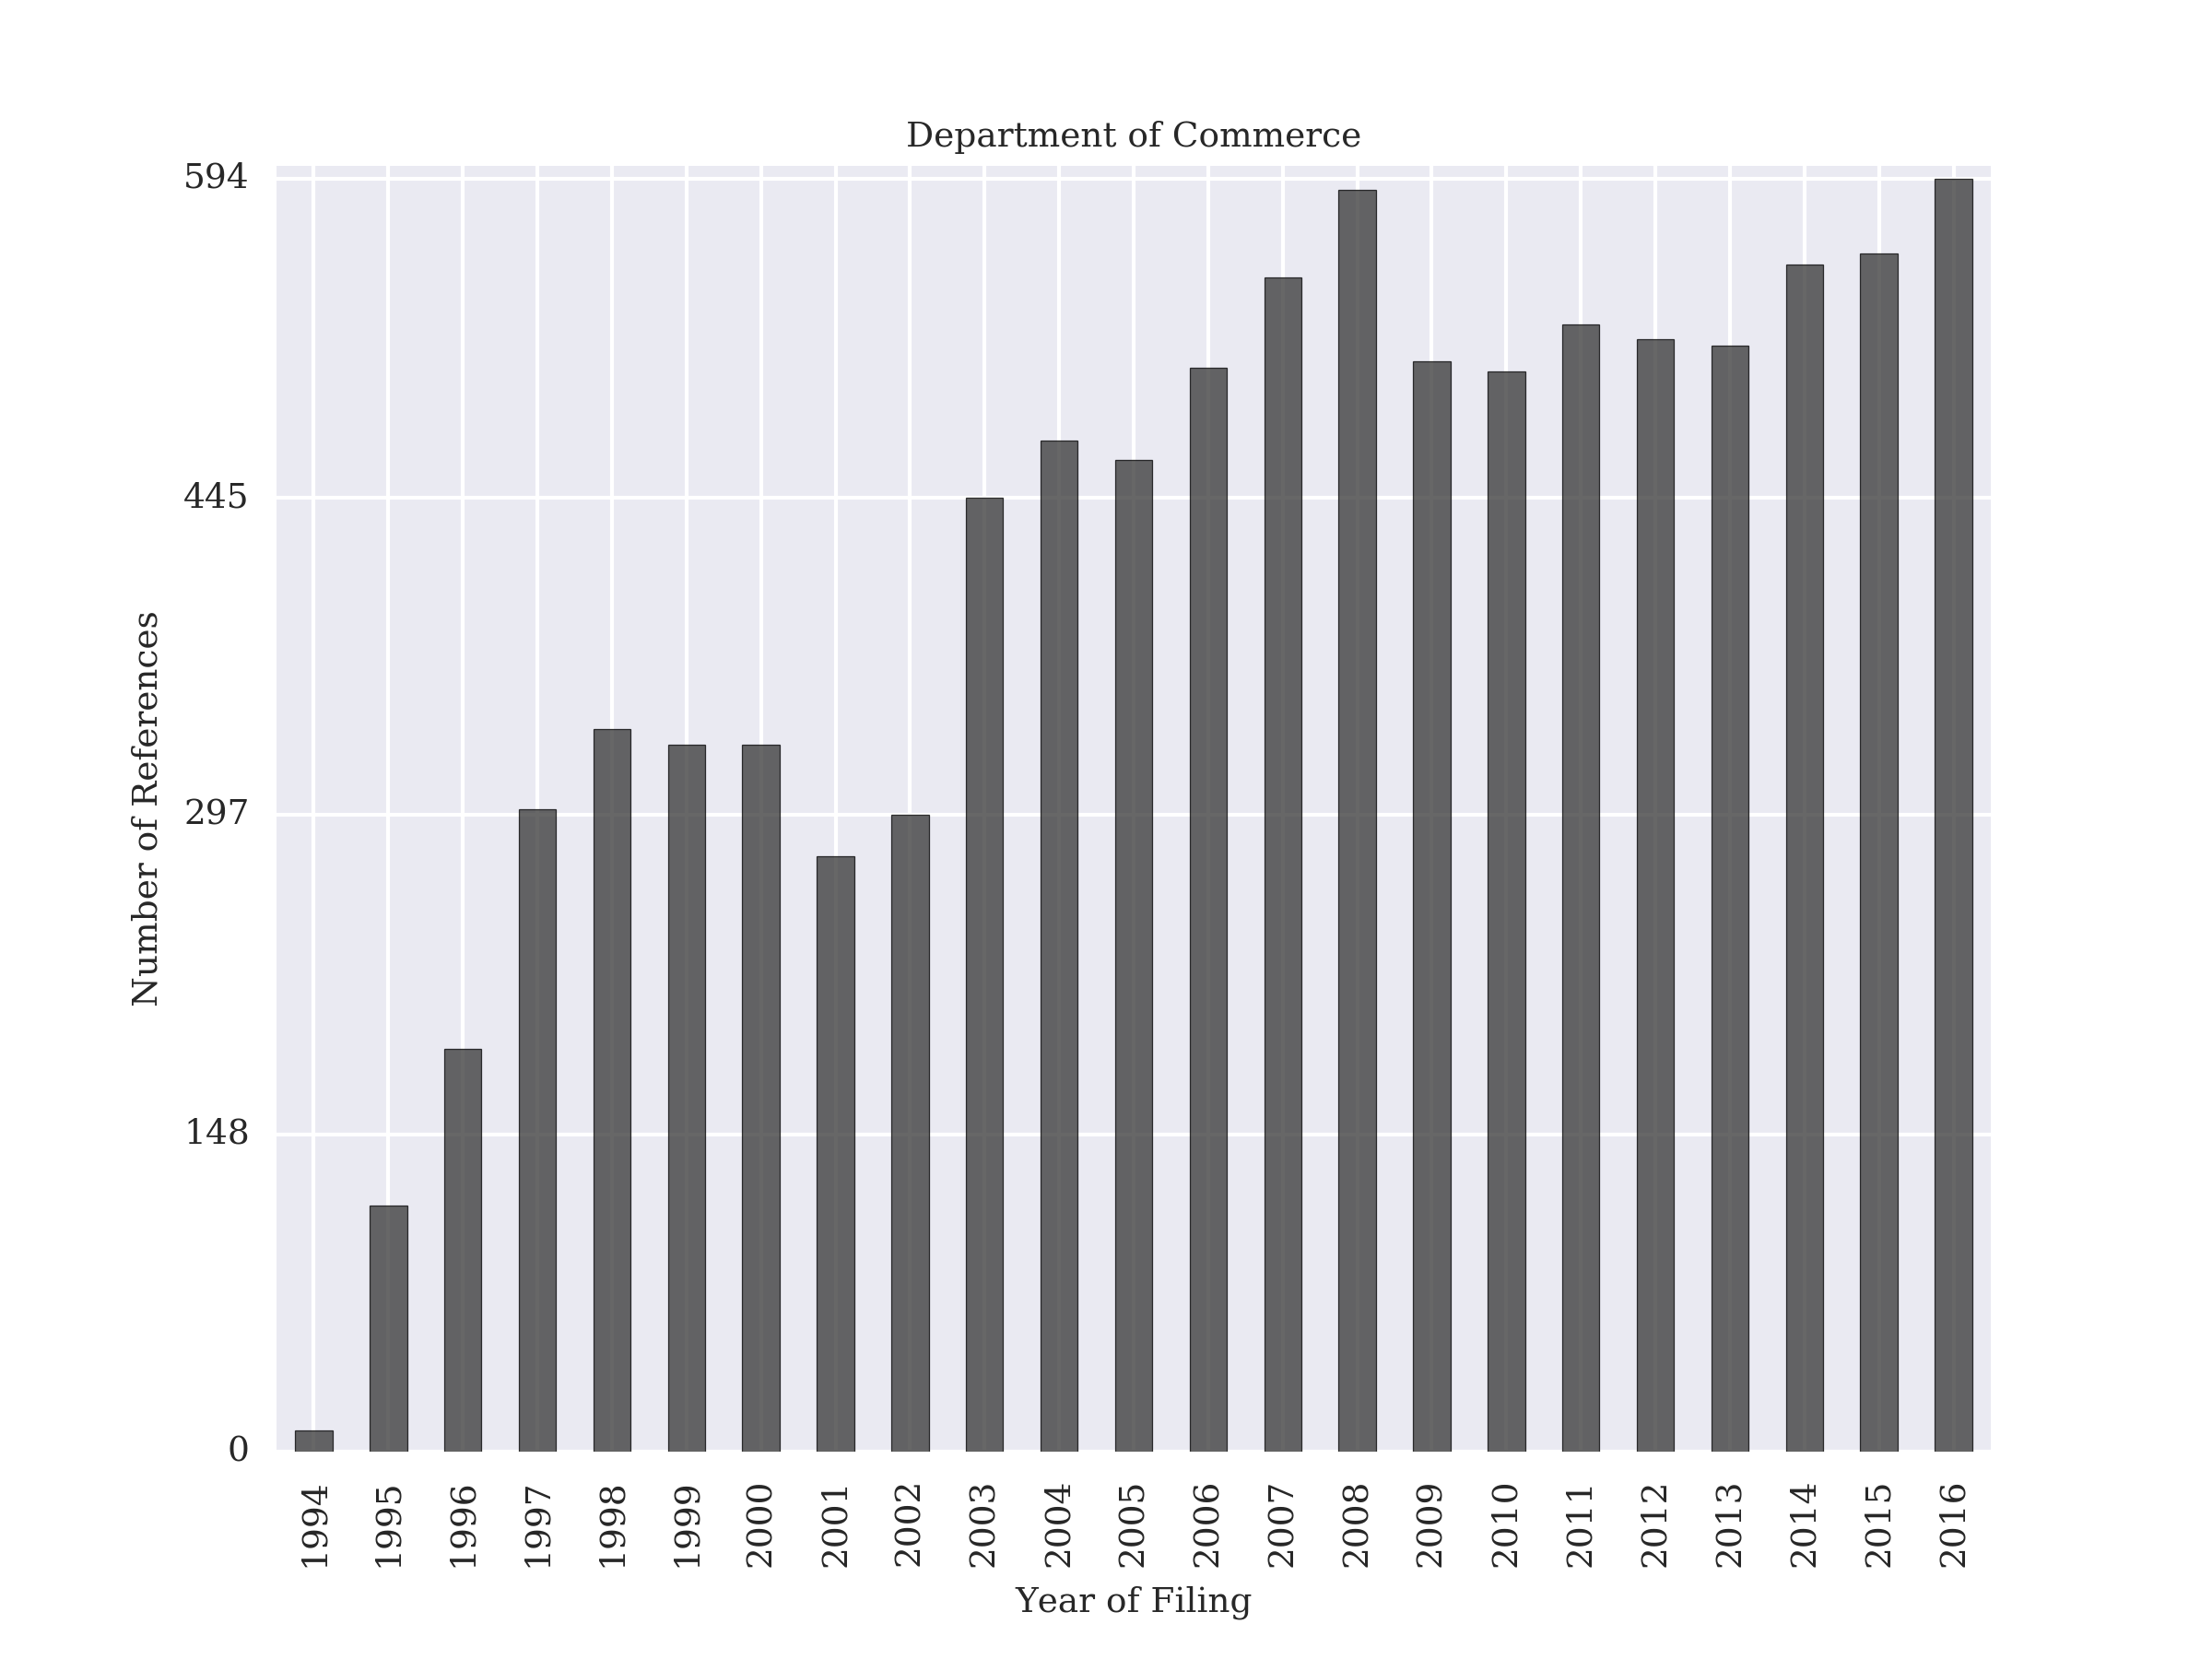 Department of Commerce
594
445
297
148
0
Number of References
1994 1995 1996 1997 1998 1999 2000 2001 2002 2003 2004 2005 2006 2007 2008 2009 2010 2011 2012 2013 2014 2015 2016
Year of Filing